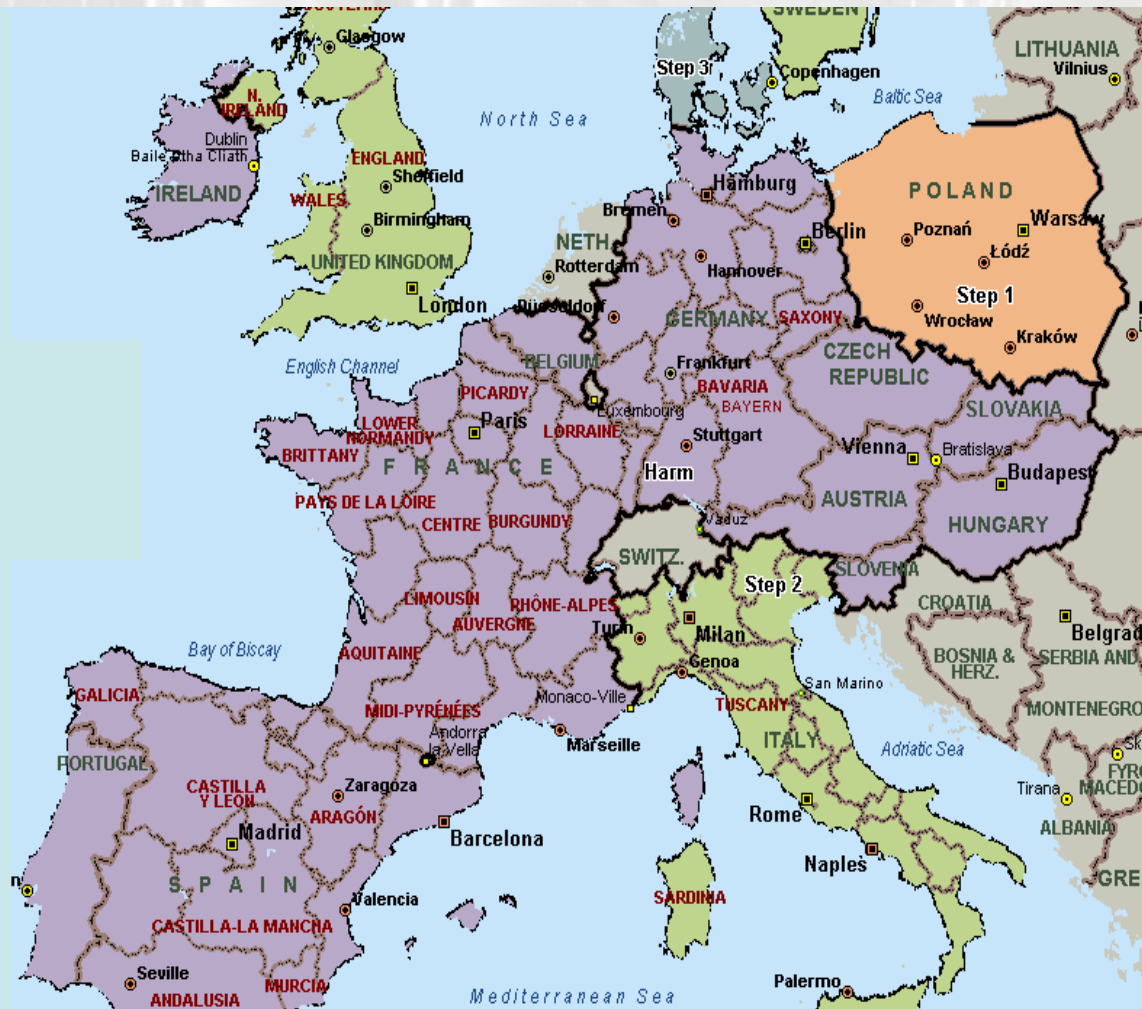 SWEDEN
Glasgow
LITHUANIA
Vilnius
Step 3
Copenhagen
Baltic Sea
North Sea
N.
IRELAND
Dublin
Baile Átha Cliath
IRELAND
ENGLAND
Sheffield
WALES
Birmingham
UNITED KINGDOM
London
Hamburg
Bremen
NETH.
Rotterdam
Berlin
Hannover
Düsseldorf
GERMANY
SAXONY
POLAND
Warsaw
Poznań
Łódź
Step 1
Wrocław
Kraków
English Channel
BELGIUM
Frankfurt
CZECH
REPUBLIC
PICARDY
Luxembourg
BAVARIA
BAYERN
SLOVAKIA
LOWER
NORMANDY
Paris
LORRAINE
Stuttgart
Vienna
Bratislava
BRITTANY
FRANCE
Harm
Budapest
PAYS DE LA LOIRE
CENTRE
BURGUNDY
AUSTRIA
HUNGARY
Vaduz
SWITZ.
SLOVENIA
Step 2
LIMOUSIN
RHÔNE-ALPES
AUVERGNE
CROATIA
Turin
Milan
Belgrad
Bay of Biscay
AQUITAINE
Genoa
BOSNIA &
HERZ.
SERBIA AND
GALICIA
Monaco-Ville
San Marino
MIDI-PYRÉNÉES
TUSCANY
MONTENEGRO
Andorra
la Vella
Marseille
ITALY
Adriatic Sea
Sk
PORTUGAL
FYR
MACEDO
Zaragoza
CASTILLA
Y LEON
ARAGÓN
Tirana
Rome
Madrid
Barcelona
ALBANIA
Naples
SPAIN
GRE
Valencia
SARDINIA
CASTILLA-LA MANCHA
Seville
MURCIA
Palermo
ANDALUSIA
Mediterranean Sea